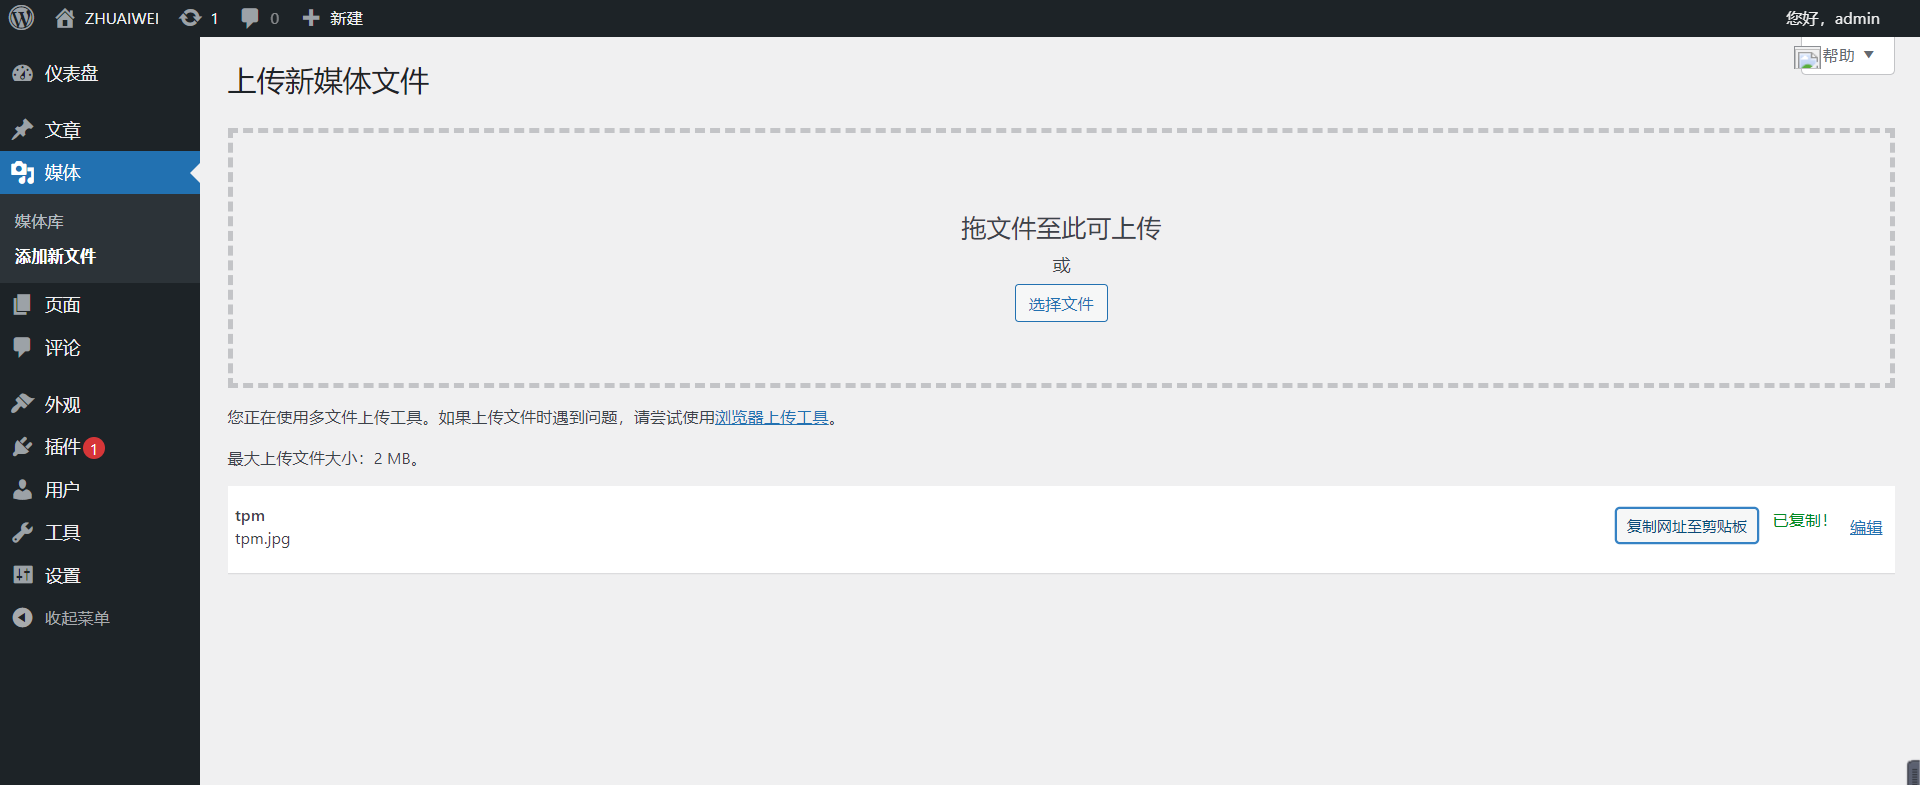 ZHUAIWEI 1 0 新建 您好，admin
帮助
仪表盘
文章
媒体
媒体库
添加新文件
页面
评论
外观
插件 1
用户
工具
设置
收起菜单
上传新媒体文件
拖文件至此可上传
或
选择文件
您正在使用多文件上传工具。如果上传文件时遇到问题，请尝试使用浏览器上传工具。
最大上传文件大小：2 MB。
tpm
tpm.jpg
复制网址至剪贴板 已复制！ 编辑